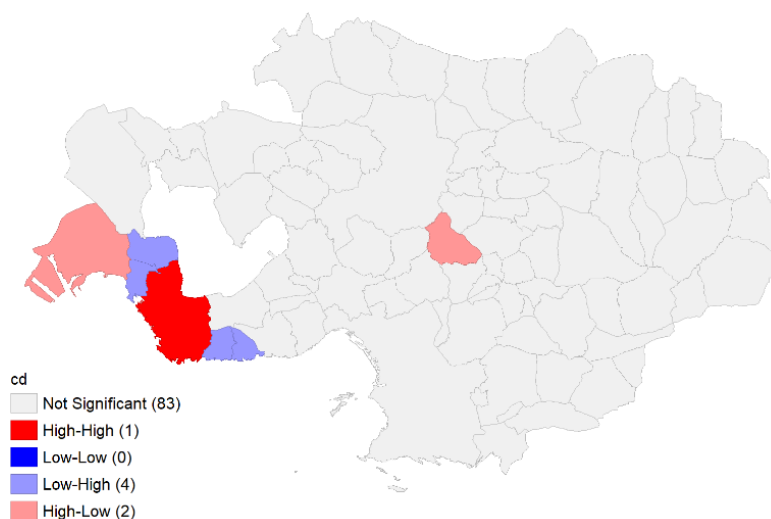 cd
Not Significant (83)
High-High (1)
Low-Low (0)
Low-High (4)
High-Low (2)